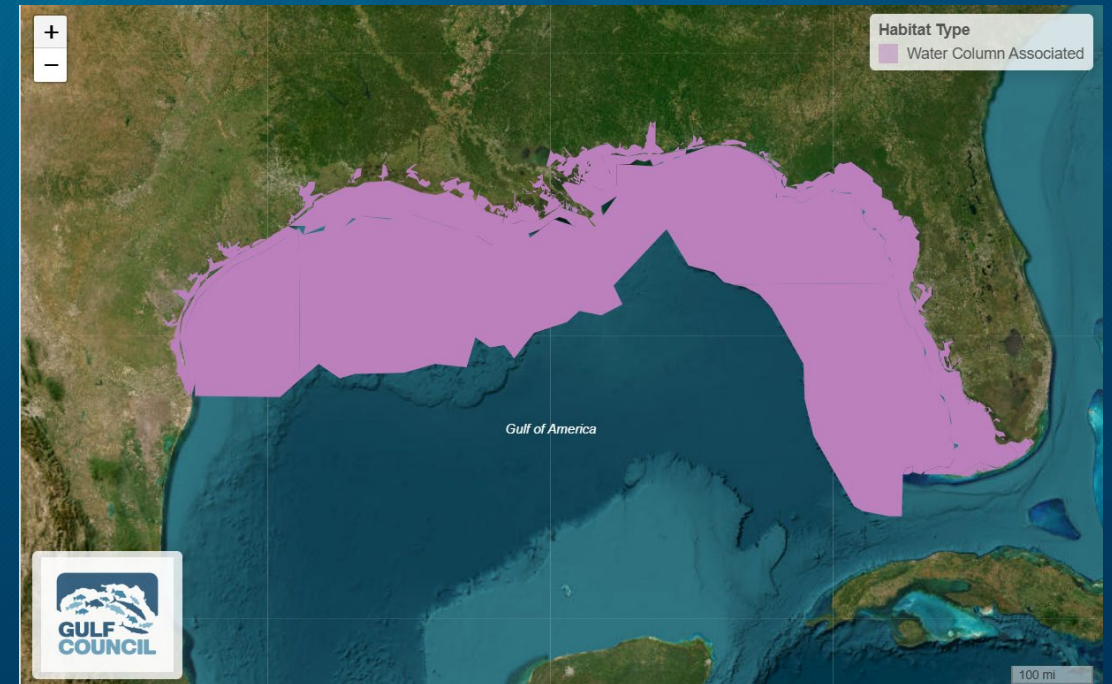 +
−
Habitat Type
Water Column Associated
Gulf of America
GULF
COUNCIL
100 mi